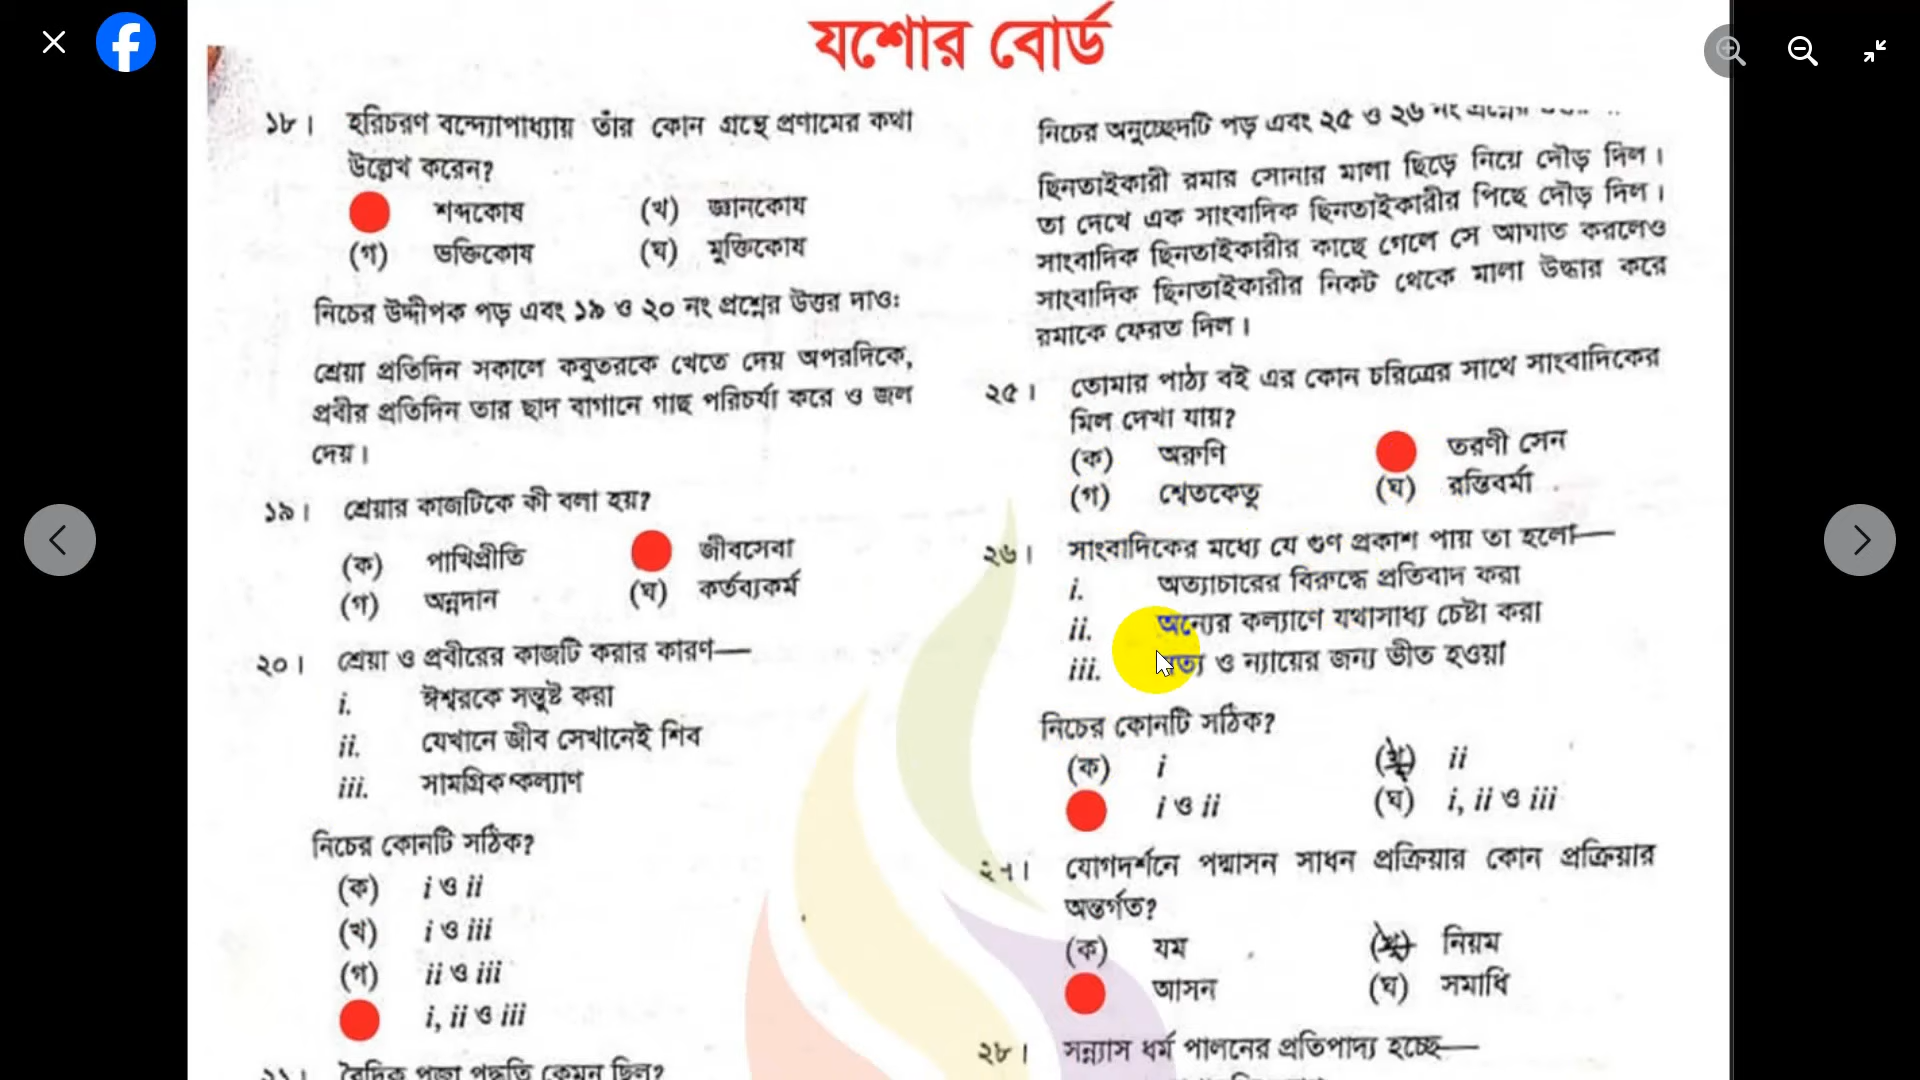 যশোর বোর্ড
১৮। হরিচরণ বন্দ্যোপাধ্যায় তাঁর কোন গ্রন্থে প্রণামের কথা
উল্লেখ করেন?
শব্দকোষ (খ) জ্ঞানকোষ
(গ) ভক্তিকোষ (ঘ) মুক্তিকোষ
নিচের উদ্দীপক পড় এবং ১৯ ও ২০ নং প্রশ্নের উত্তর দাও:
শ্রেয়া প্রতিদিন সকালে কবুতরকে খেতে দেয় অপরদিকে,
প্রবীর প্রতিদিন তার ছাদ বাগানে গাছ পরিচর্যা করে ও জল
দেয়।
১৯। শ্রেয়ার কাজটিকে কী বলা হয়?
(ক) পাখিপ্রীতি জীবসেবা
(গ) অন্নদান (ঘ) কর্তব্যকর্ম
২০। শ্রেয়া ও প্রবীরের কাজটি করার কারণ—
i. ঈশ্বরকে সন্তুষ্ট করা
ii. যেখানে জীব সেখানেই শিব
iii. সামগ্রিক কল্যাণ
নিচের কোনটি সঠিক?
(ক) i ও ii
(খ) i ও iii
(গ) ii ও iii
i, ii ও iii
২১। বৈদিক পূজা পদ্ধতি কেমন ছিল?
নিচের অনুচ্ছেদটি পড় এবং ২৫ ও ২৬ নং প্রশ্নের
ছিনতাইকারী রমার সোনার মালা ছিড়ে নিয়ে দৌড় দিল।
তা দেখে এক সাংবাদিক ছিনতাইকারীর পিছে দৌড় দিল।
সাংবাদিক ছিনতাইকারীর কাছে গেলে সে আঘাত করলেও
সাংবাদিক ছিনতাইকারীর নিকট থেকে মালা উদ্ধার করে
রমাকে ফেরত দিল।
২৫। তোমার পাঠ্য বই এর কোন চরিত্রের সাথে সাংবাদিকের
মিল দেখা যায়?
(ক) অরুণি তরণী সেন
(গ) শ্বেতকেতু (ঘ) রন্তিবর্মা
২৬। সাংবাদিকের মধ্যে যে গুণ প্রকাশ পায় তা হলো—
i. অত্যাচারের বিরুদ্ধে প্রতিবাদ করা
ii. অন্যের কল্যাণে যথাসাধ্য চেষ্টা করা
iii. সত্য ও ন্যায়ের জন্য ভীত হওয়া
নিচের কোনটি সঠিক?
(ক) i (খ) ii
i ও ii (ঘ) i, ii ও iii
২৭। যোগদর্শনে পদ্মাসন সাধন প্রক্রিয়ার কোন প্রক্রিয়ার
অন্তর্গত?
(ক) যম (খ) নিয়ম
আসন (ঘ) সমাধি
২৮। সন্ন্যাস ধর্ম পালনের প্রতিপাদ্য হচ্ছে—